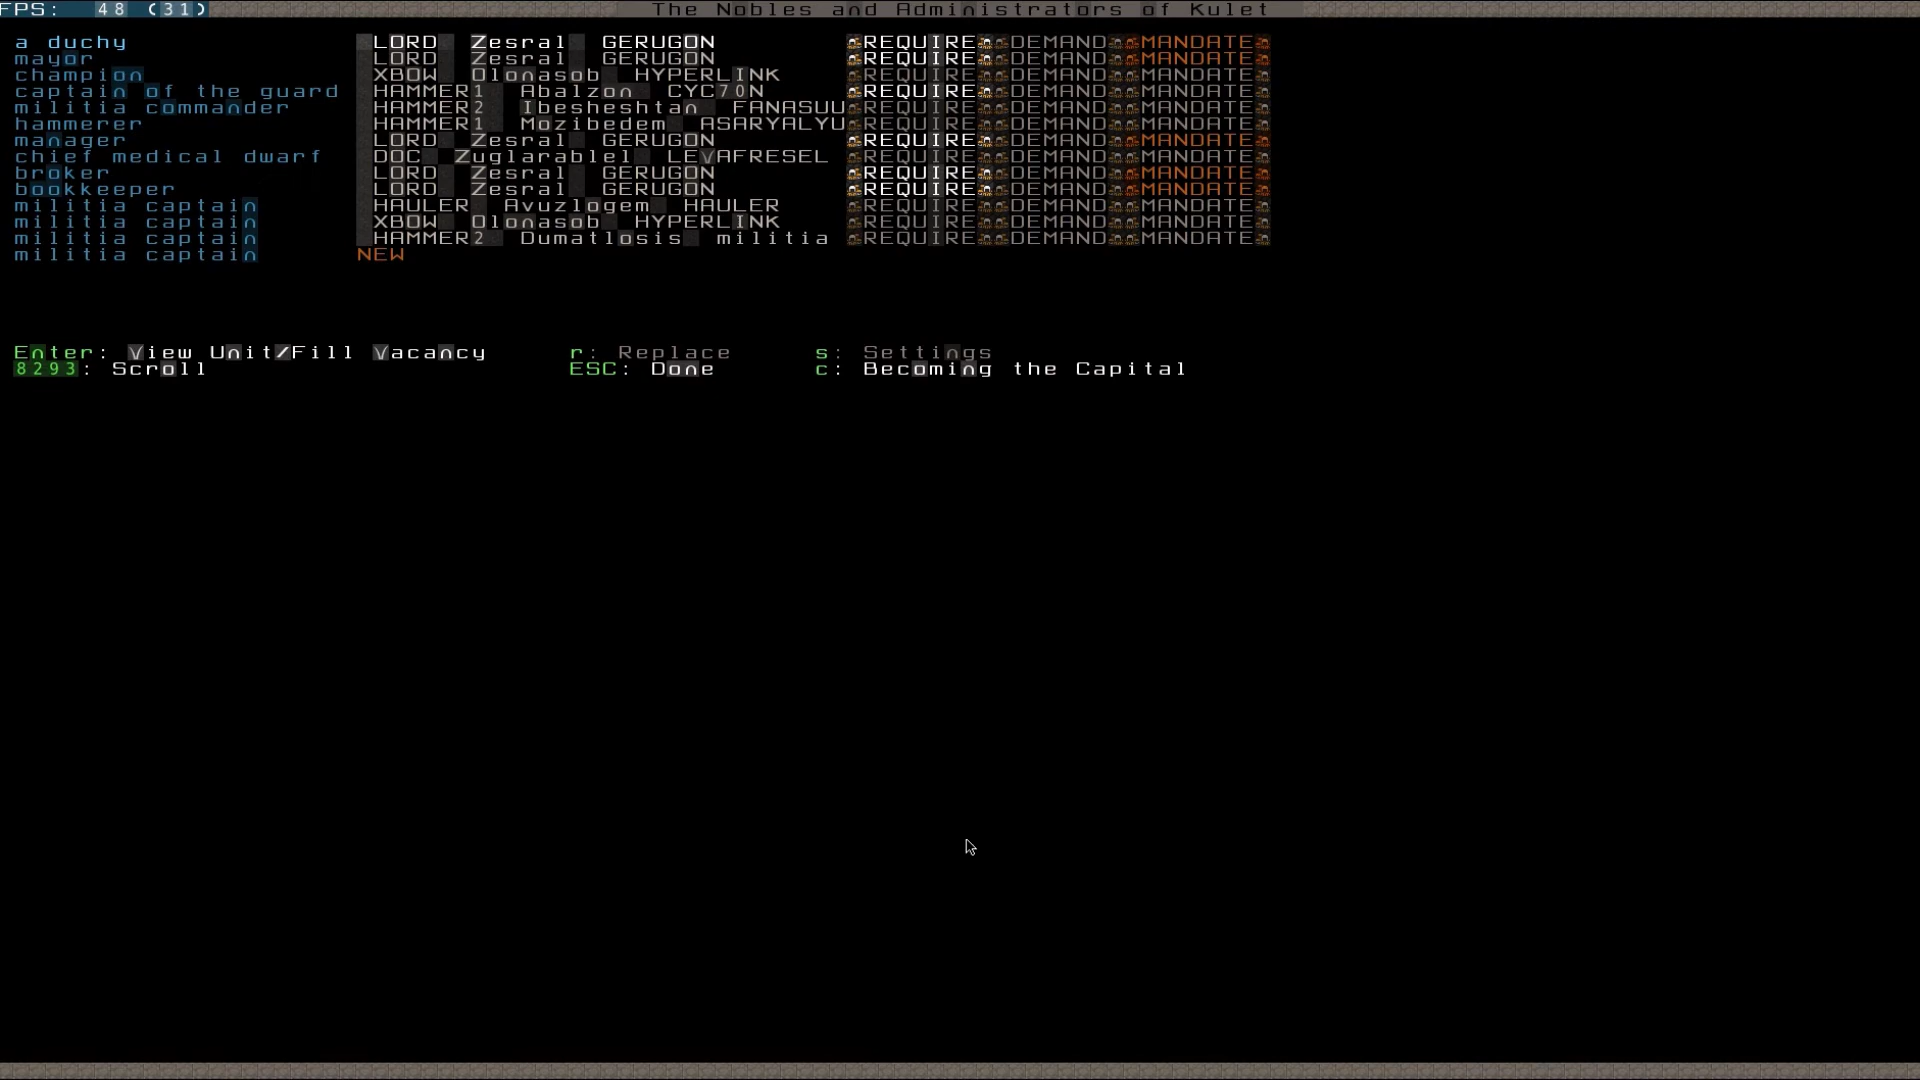 FPS: 48 (31) The Nobles and Administrators of Kulet
a duchy LORD Zesral GERUGON REQUIRE DEMAND MANDATE
mayor LORD Zesral GERUGON REQUIRE DEMAND MANDATE
champion XBOW Olonasob HYPERLINK REQUIRE DEMAND MANDATE
captain of the guard HAMMER1 Abalzon CYC70N REQUIRE DEMAND MANDATE
militia commander HAMMER2 Ibesheshtan FANASUU REQUIRE DEMAND MANDATE
hammerer HAMMER1 Mozibedem ASARYALYU REQUIRE DEMAND MANDATE
manager LORD Zesral GERUGON REQUIRE DEMAND MANDATE
chief medical dwarf DOC Zuglarablel LEVAFRESEL REQUIRE DEMAND MANDATE
broker LORD Zesral GERUGON REQUIRE DEMAND MANDATE
bookkeeper LORD Zesral GERUGON REQUIRE DEMAND MANDATE
militia captain HAULER Avuzlogem HAULER REQUIRE DEMAND MANDATE
militia captain XBOW Olonasob HYPERLINK REQUIRE DEMAND MANDATE
militia captain HAMMER2 Dumatlosis militia REQUIRE DEMAND MANDATE
militia captain NEW
Enter: View Unit/Fill Vacancy r: Replace s: Settings
8293: Scroll ESC: Done c: Becoming the Capital